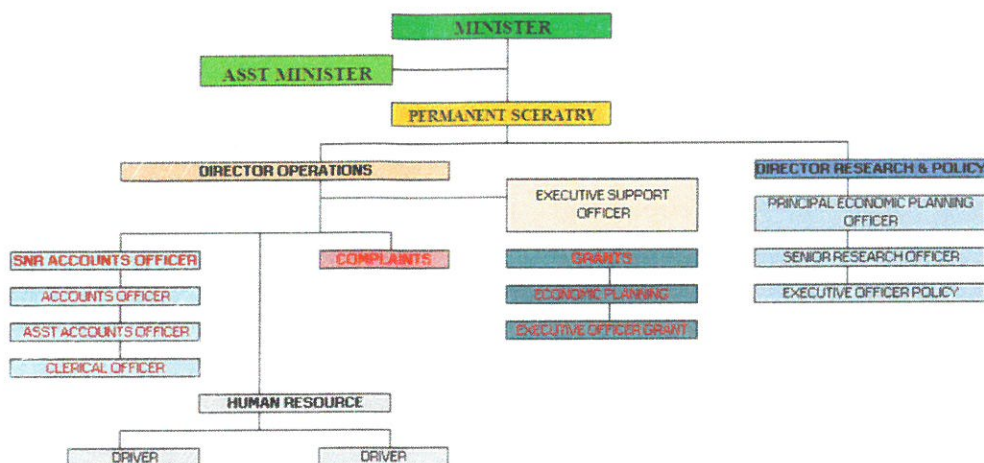 MINISTER
ASST MINISTER
PERMANENT SCERATRY
DIRECTOR OPERATIONS
DIRECTOR RESEARCH & POLICY
EXECUTIVE SUPPORT
OFFICER
PRINCIPAL ECONOMIC PLANNING
OFFICER
SNR ACCOUNTS OFFICER
COMPLAINTS
GRANTS
SENIOR RESEARCH OFFICER
ACCOUNTS OFFICER
ECONOMIC PLANNING
EXECUTIVE OFFICER POLICY
ASST ACCOUNTS OFFICER
EXECUTIVE OFFICER GRANT
CLERICAL OFFICER
HUMAN RESOURCE
DRIVER
DRIVER